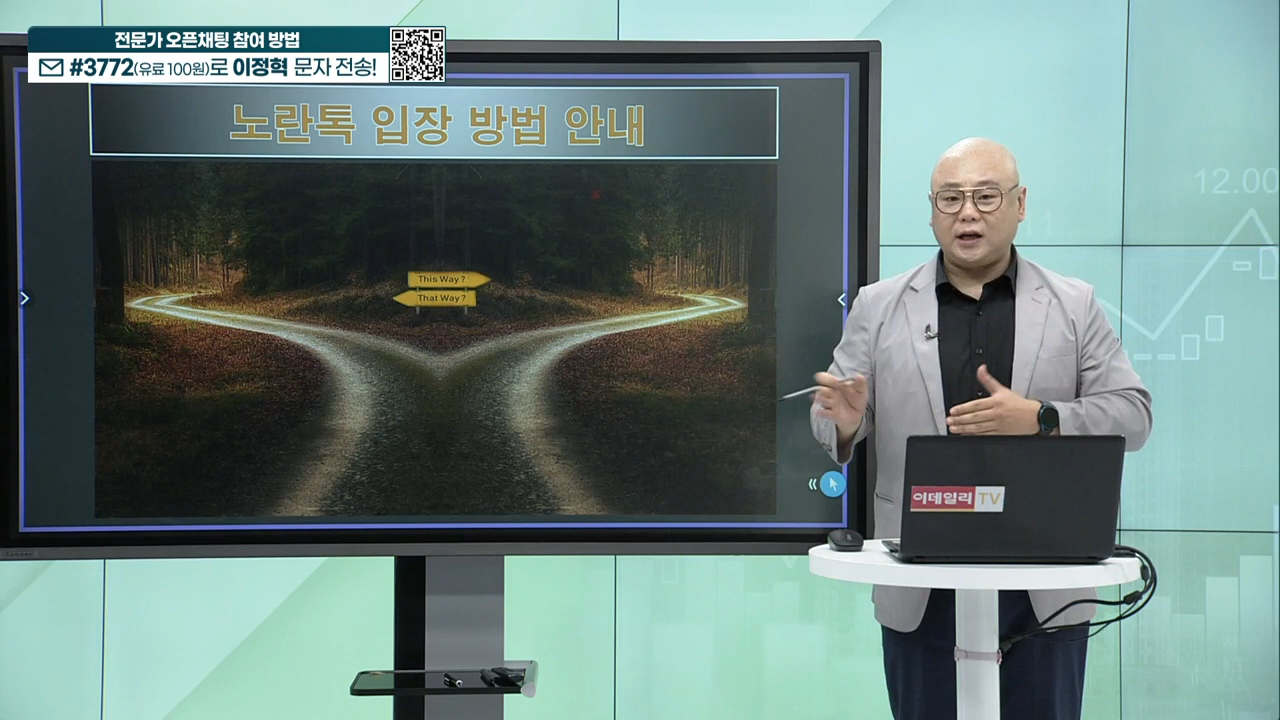 전문가 오픈채팅 참여 방법
#3772(유료 100원)로 이정혁 문자 전송!
노란톡 입장 방법 안내
This Way?
That Way?
12.00
11
이데일리 TV